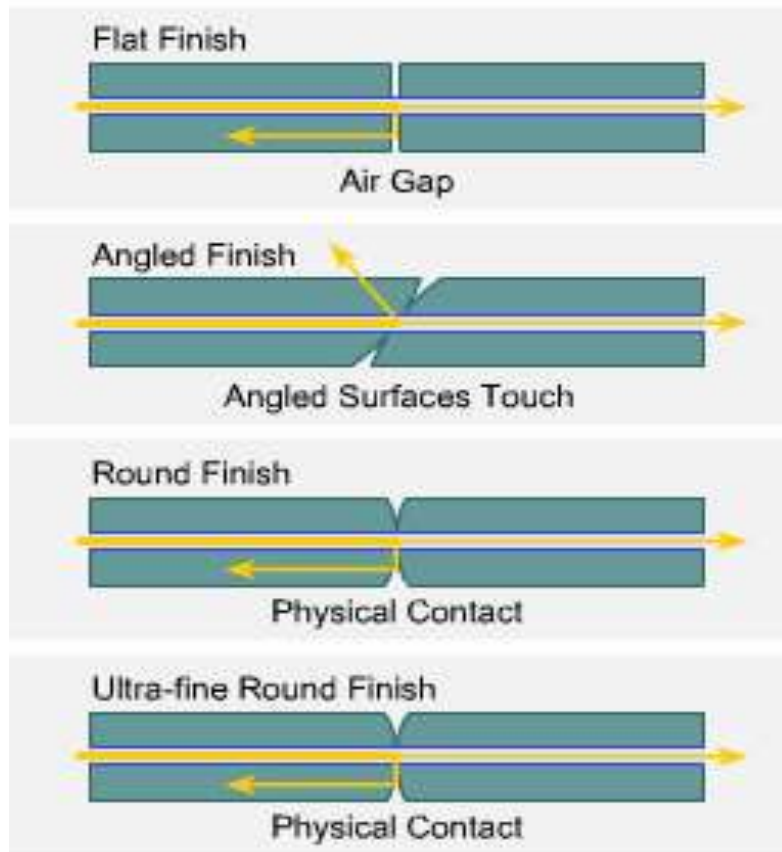 Flat Finish
Air Gap
Angled Finish
Angled Surfaces Touch
Round Finish
Physical Contact
Ultra-fine Round Finish
Physical Contact